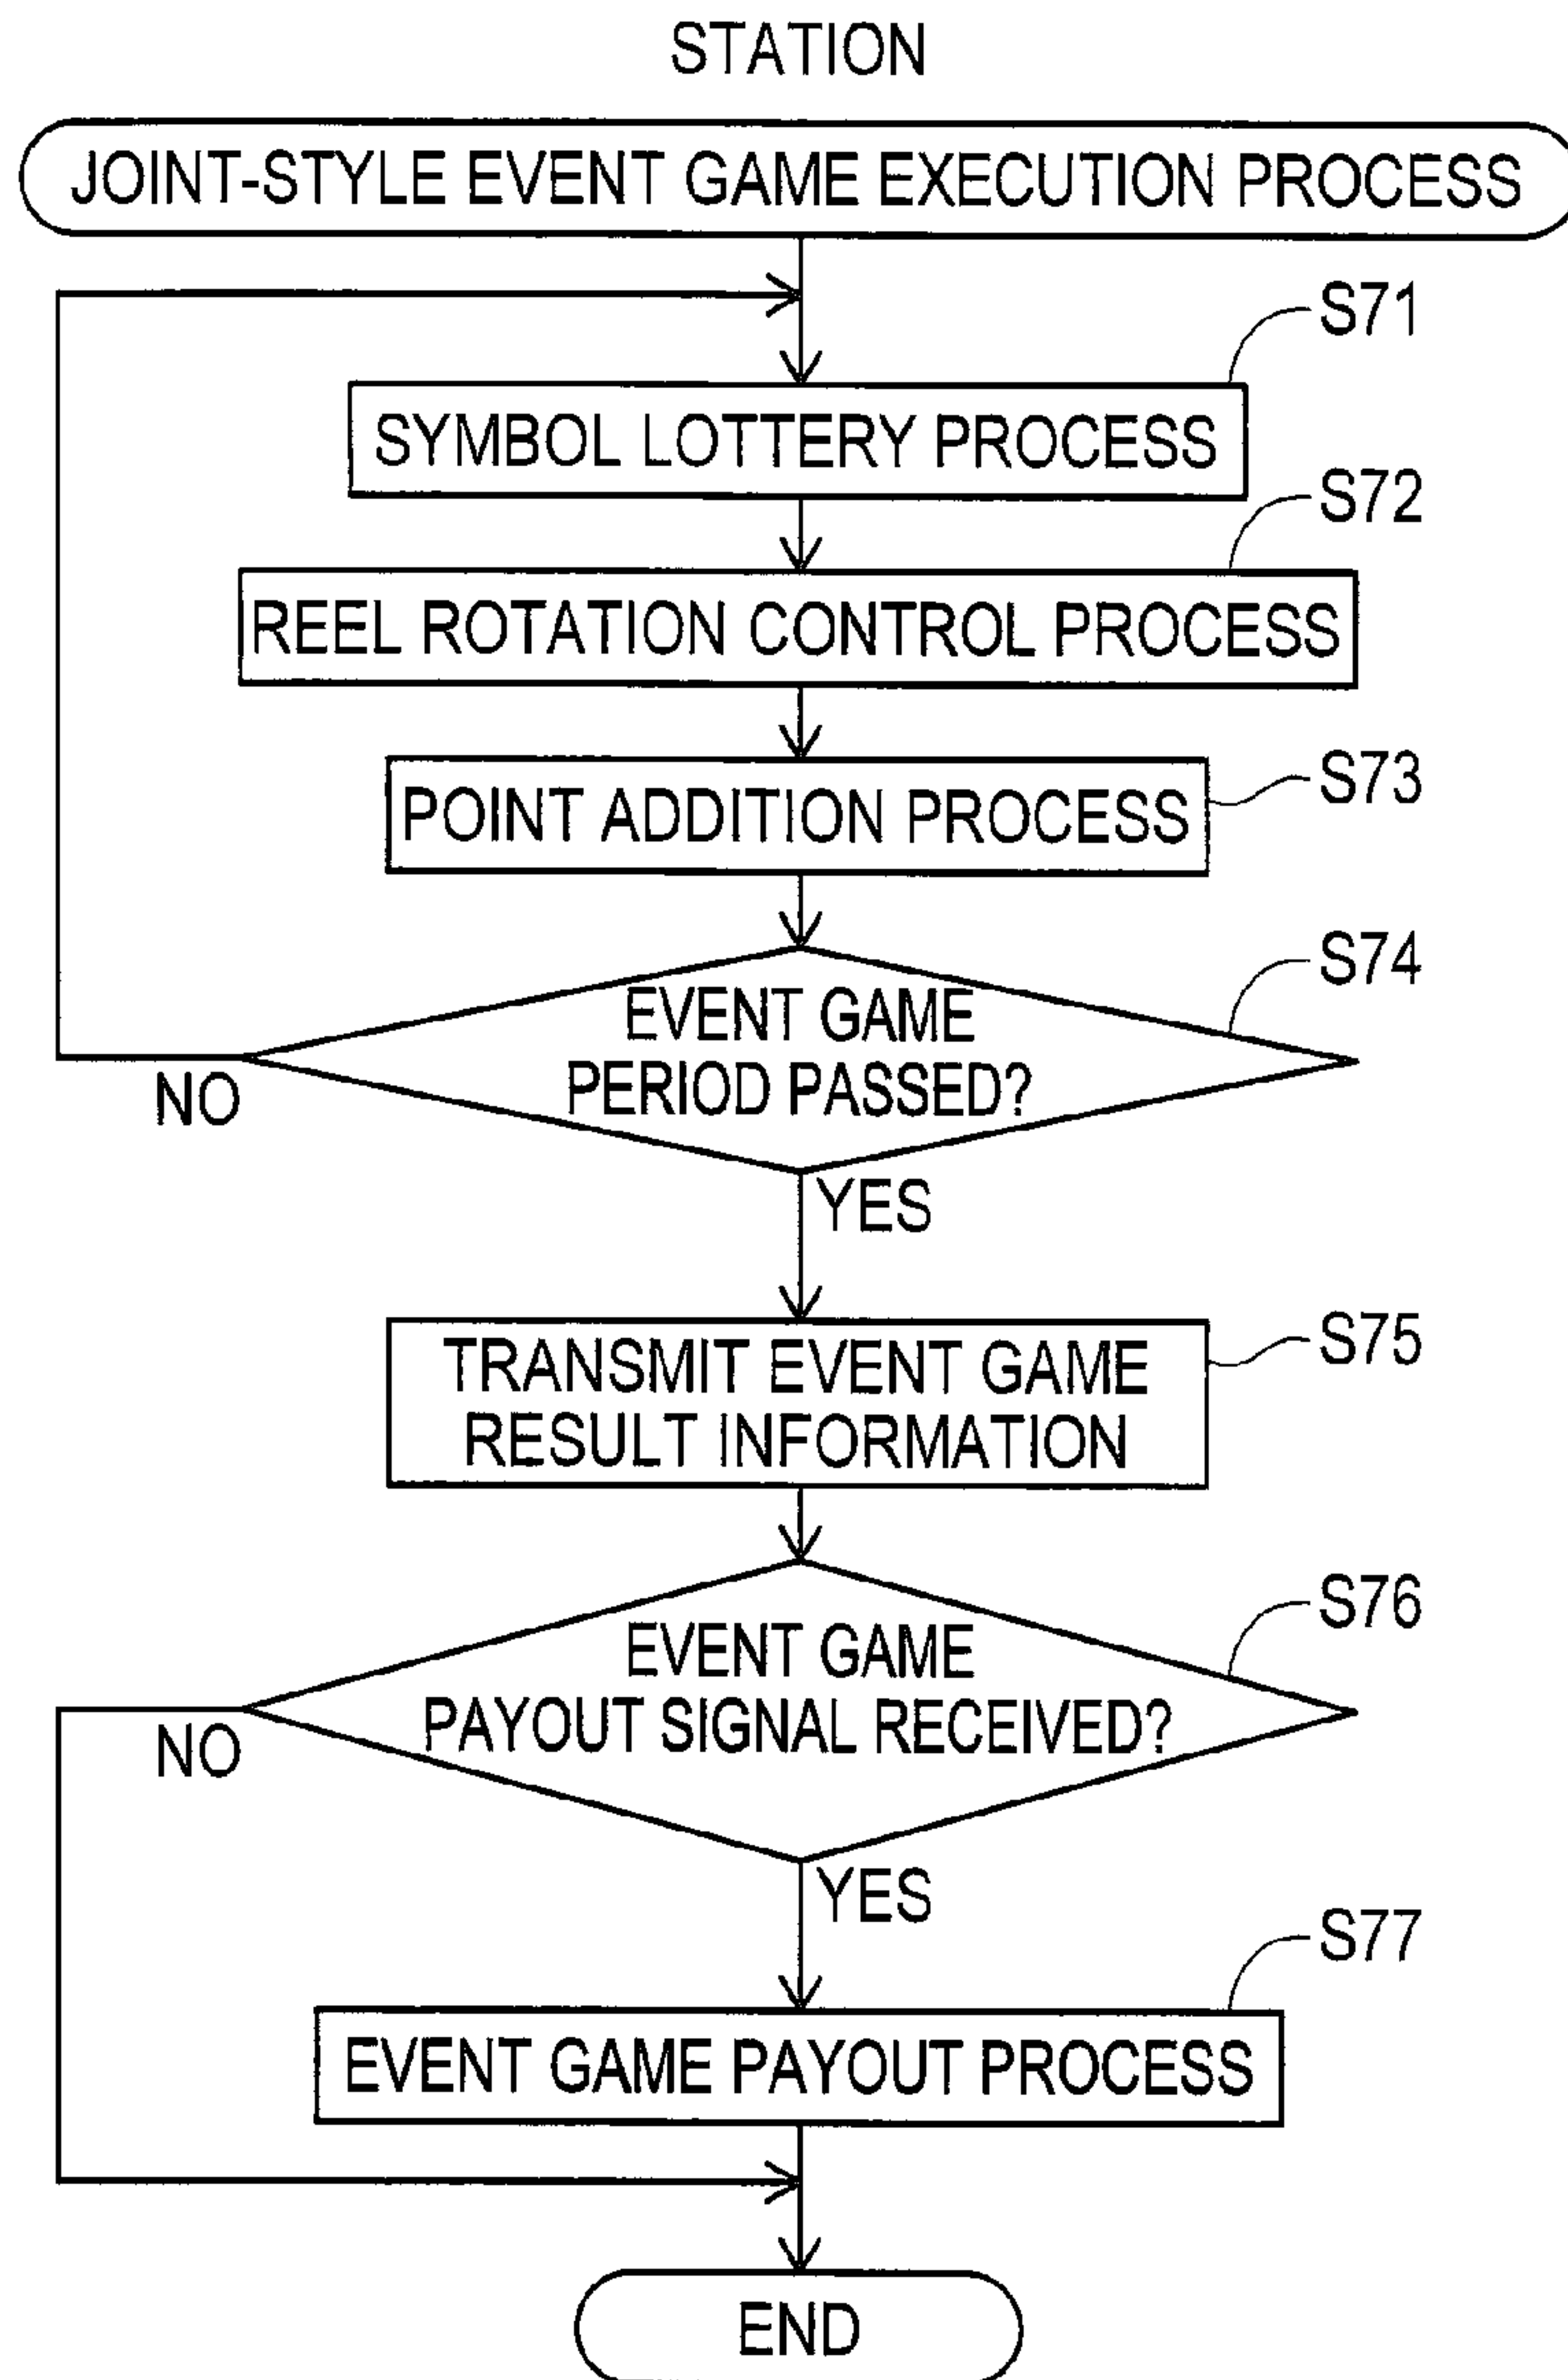 STATION
JOINT-STYLE EVENT GAME EXECUTION PROCESS
S71
SYMBOL LOTTERY PROCESS
S72
REEL ROTATION CONTROL PROCESS
S73
POINT ADDITION PROCESS
S74
EVENT GAME
PERIOD PASSED?
NO
YES
S75
TRANSMIT EVENT GAME
RESULT INFORMATION
S76
EVENT GAME
PAYOUT SIGNAL RECEIVED?
NO
YES
S77
EVENT GAME PAYOUT PROCESS
END